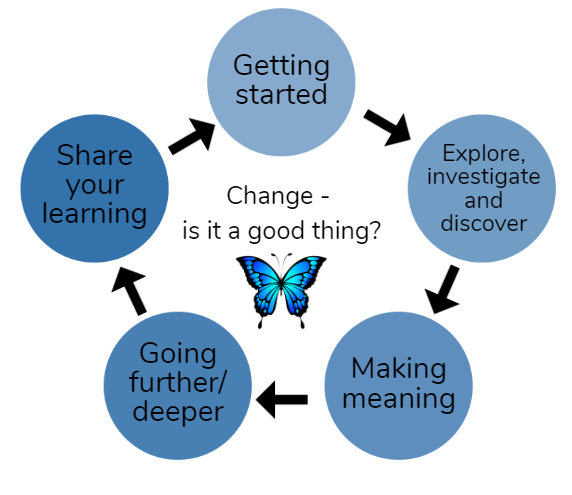 Getting
started
Explore,
investigate
and
discover
Making
meaning
Going
further/
deeper
Share
your
learning
Change -
is it a good thing?